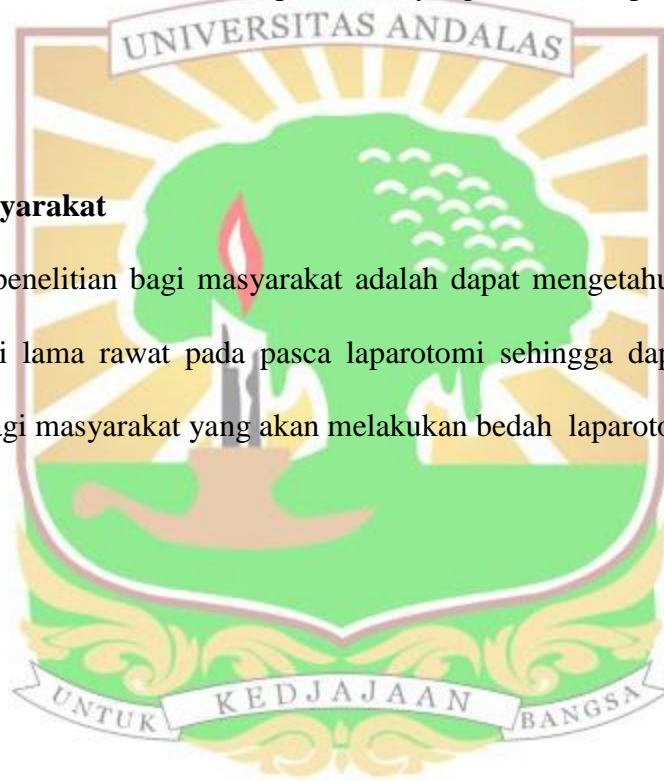 UNIVERSITAS ANDALAS
yarakat
penelitian bagi masyarakat adalah dapat mengetahu
i lama rawat pada pasca laparotomi sehingga dap
agi masyarakat yang akan melakukan bedah laparoto
UNTUK KEDJAJAAN BANGSA